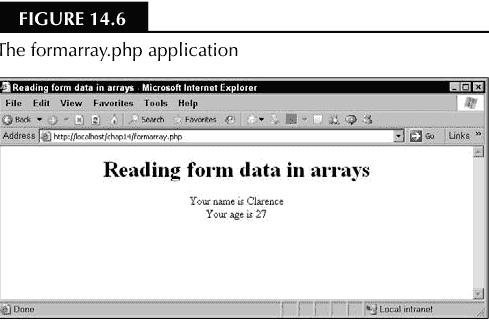 FIGURE 14.6
The formarray.php application
Reading form data in arrays - Microsoft Internet Explorer
File Edit View Favorites Tools Help
Back Search Favorites
Address http://localhost/chap14/formarray.php Go Links »
Reading form data in arrays
Your name is Clarence
Your age is 27
Done Local intranet